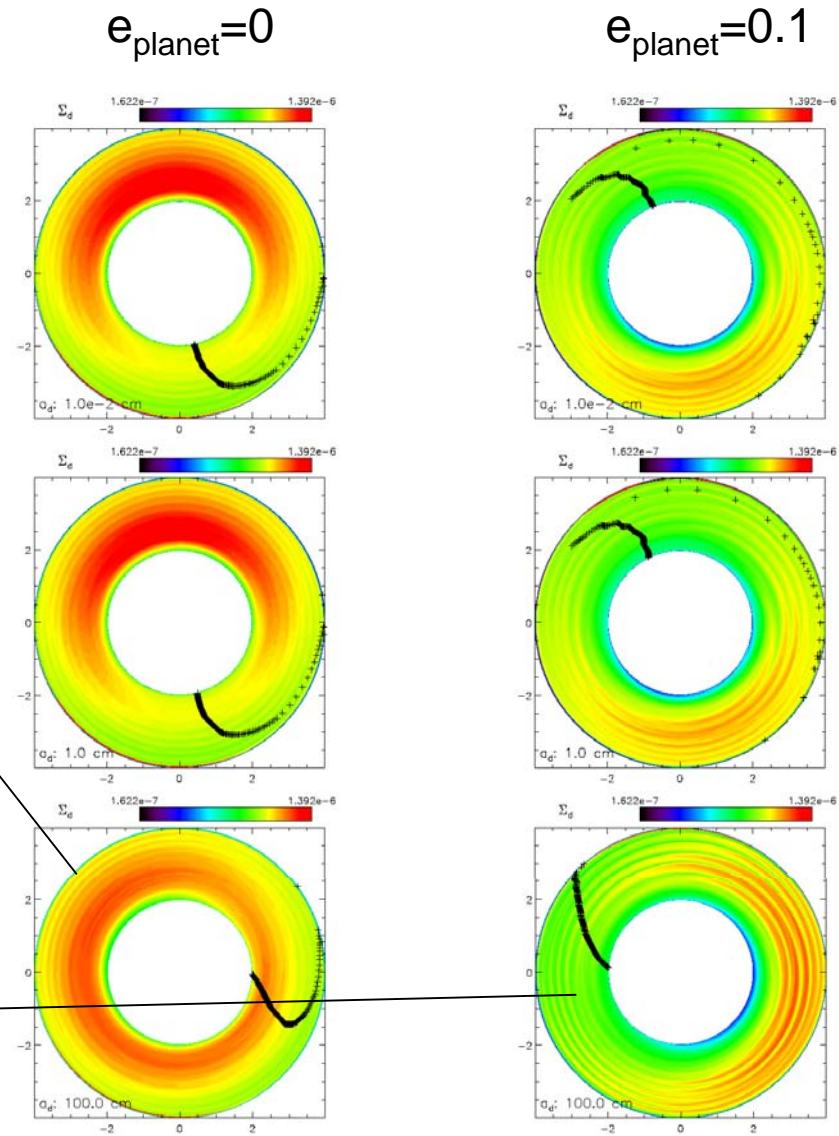 e_planet=0 e_planet=0.1
Σ_d 1.622e-7 1.392e-6 Σ_d 1.622e-7 1.392e-6
2 2
0 0
-2 -2
a_d: 1.0e-2 cm a_d: 1.0e-2 cm
-2 0 2 -2 0 2
Σ_d 1.622e-7 1.392e-6 Σ_d 1.622e-7 1.392e-6
2 2
0 0
-2 -2
a_d: 1.0 cm a_d: 1.0 cm
-2 0 2 -2 0 2
Σ_d 1.622e-7 1.392e-6 Σ_d 1.622e-7 1.392e-6
2 2
0 0
-2 -2
a_d: 100.0 cm a_d: 100.0 cm
-2 0 2 -2 0 2